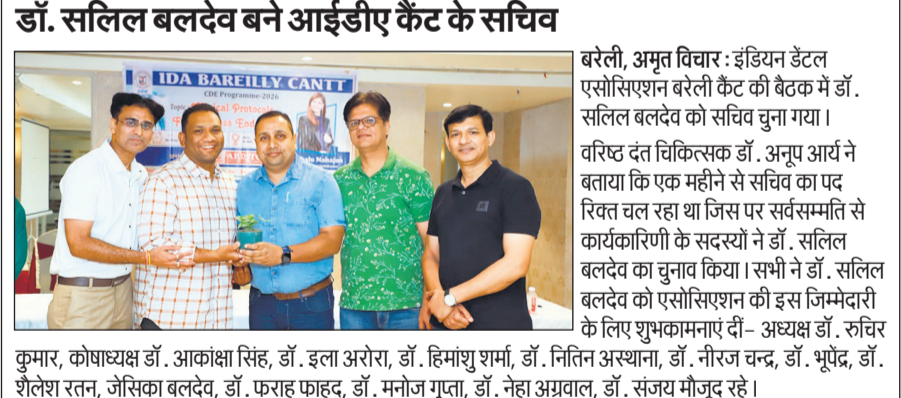 डॉ. सलिल बलदेव बने आईडीए कैंट के सचिव
IDA BAREILLY CANTT
CDE Programme-2026
Topic
बरेली, अमृत विचार : इंडियन डेंटल
एसोसिएशन बरेली कैंट की बैठक में डॉ.
सलिल बलदेव को सचिव चुना गया।
वरिष्ठ दंत चिकित्सक डॉ. अनूप आर्य ने
बताया कि एक महीने से सचिव का पद
रिक्त चल रहा था जिस पर सर्वसम्मति से
कार्यकारिणी के सदस्यों ने डॉ. सलिल
बलदेव का चुनाव किया। सभी ने डॉ. सलिल
बलदेव को एसोसिएशन की इस जिम्मेदारी
के लिए शुभकामनाएं दीं– अध्यक्ष डॉ. रुचिर
कुमार, कोषाध्यक्ष डॉ. आकांक्षा सिंह, डॉ. इला अरोरा, डॉ. हिमांशु शर्मा, डॉ. नितिन अस्थाना, डॉ. नीरज चन्द्र, डॉ. भूपेंद्र, डॉ.
शैलेश रतन, जेसिका बलदेव, डॉ. फराह फाहद, डॉ. मनोज गुप्ता, डॉ. नेहा अग्रवाल, डॉ. संजय मौजूद रहे।